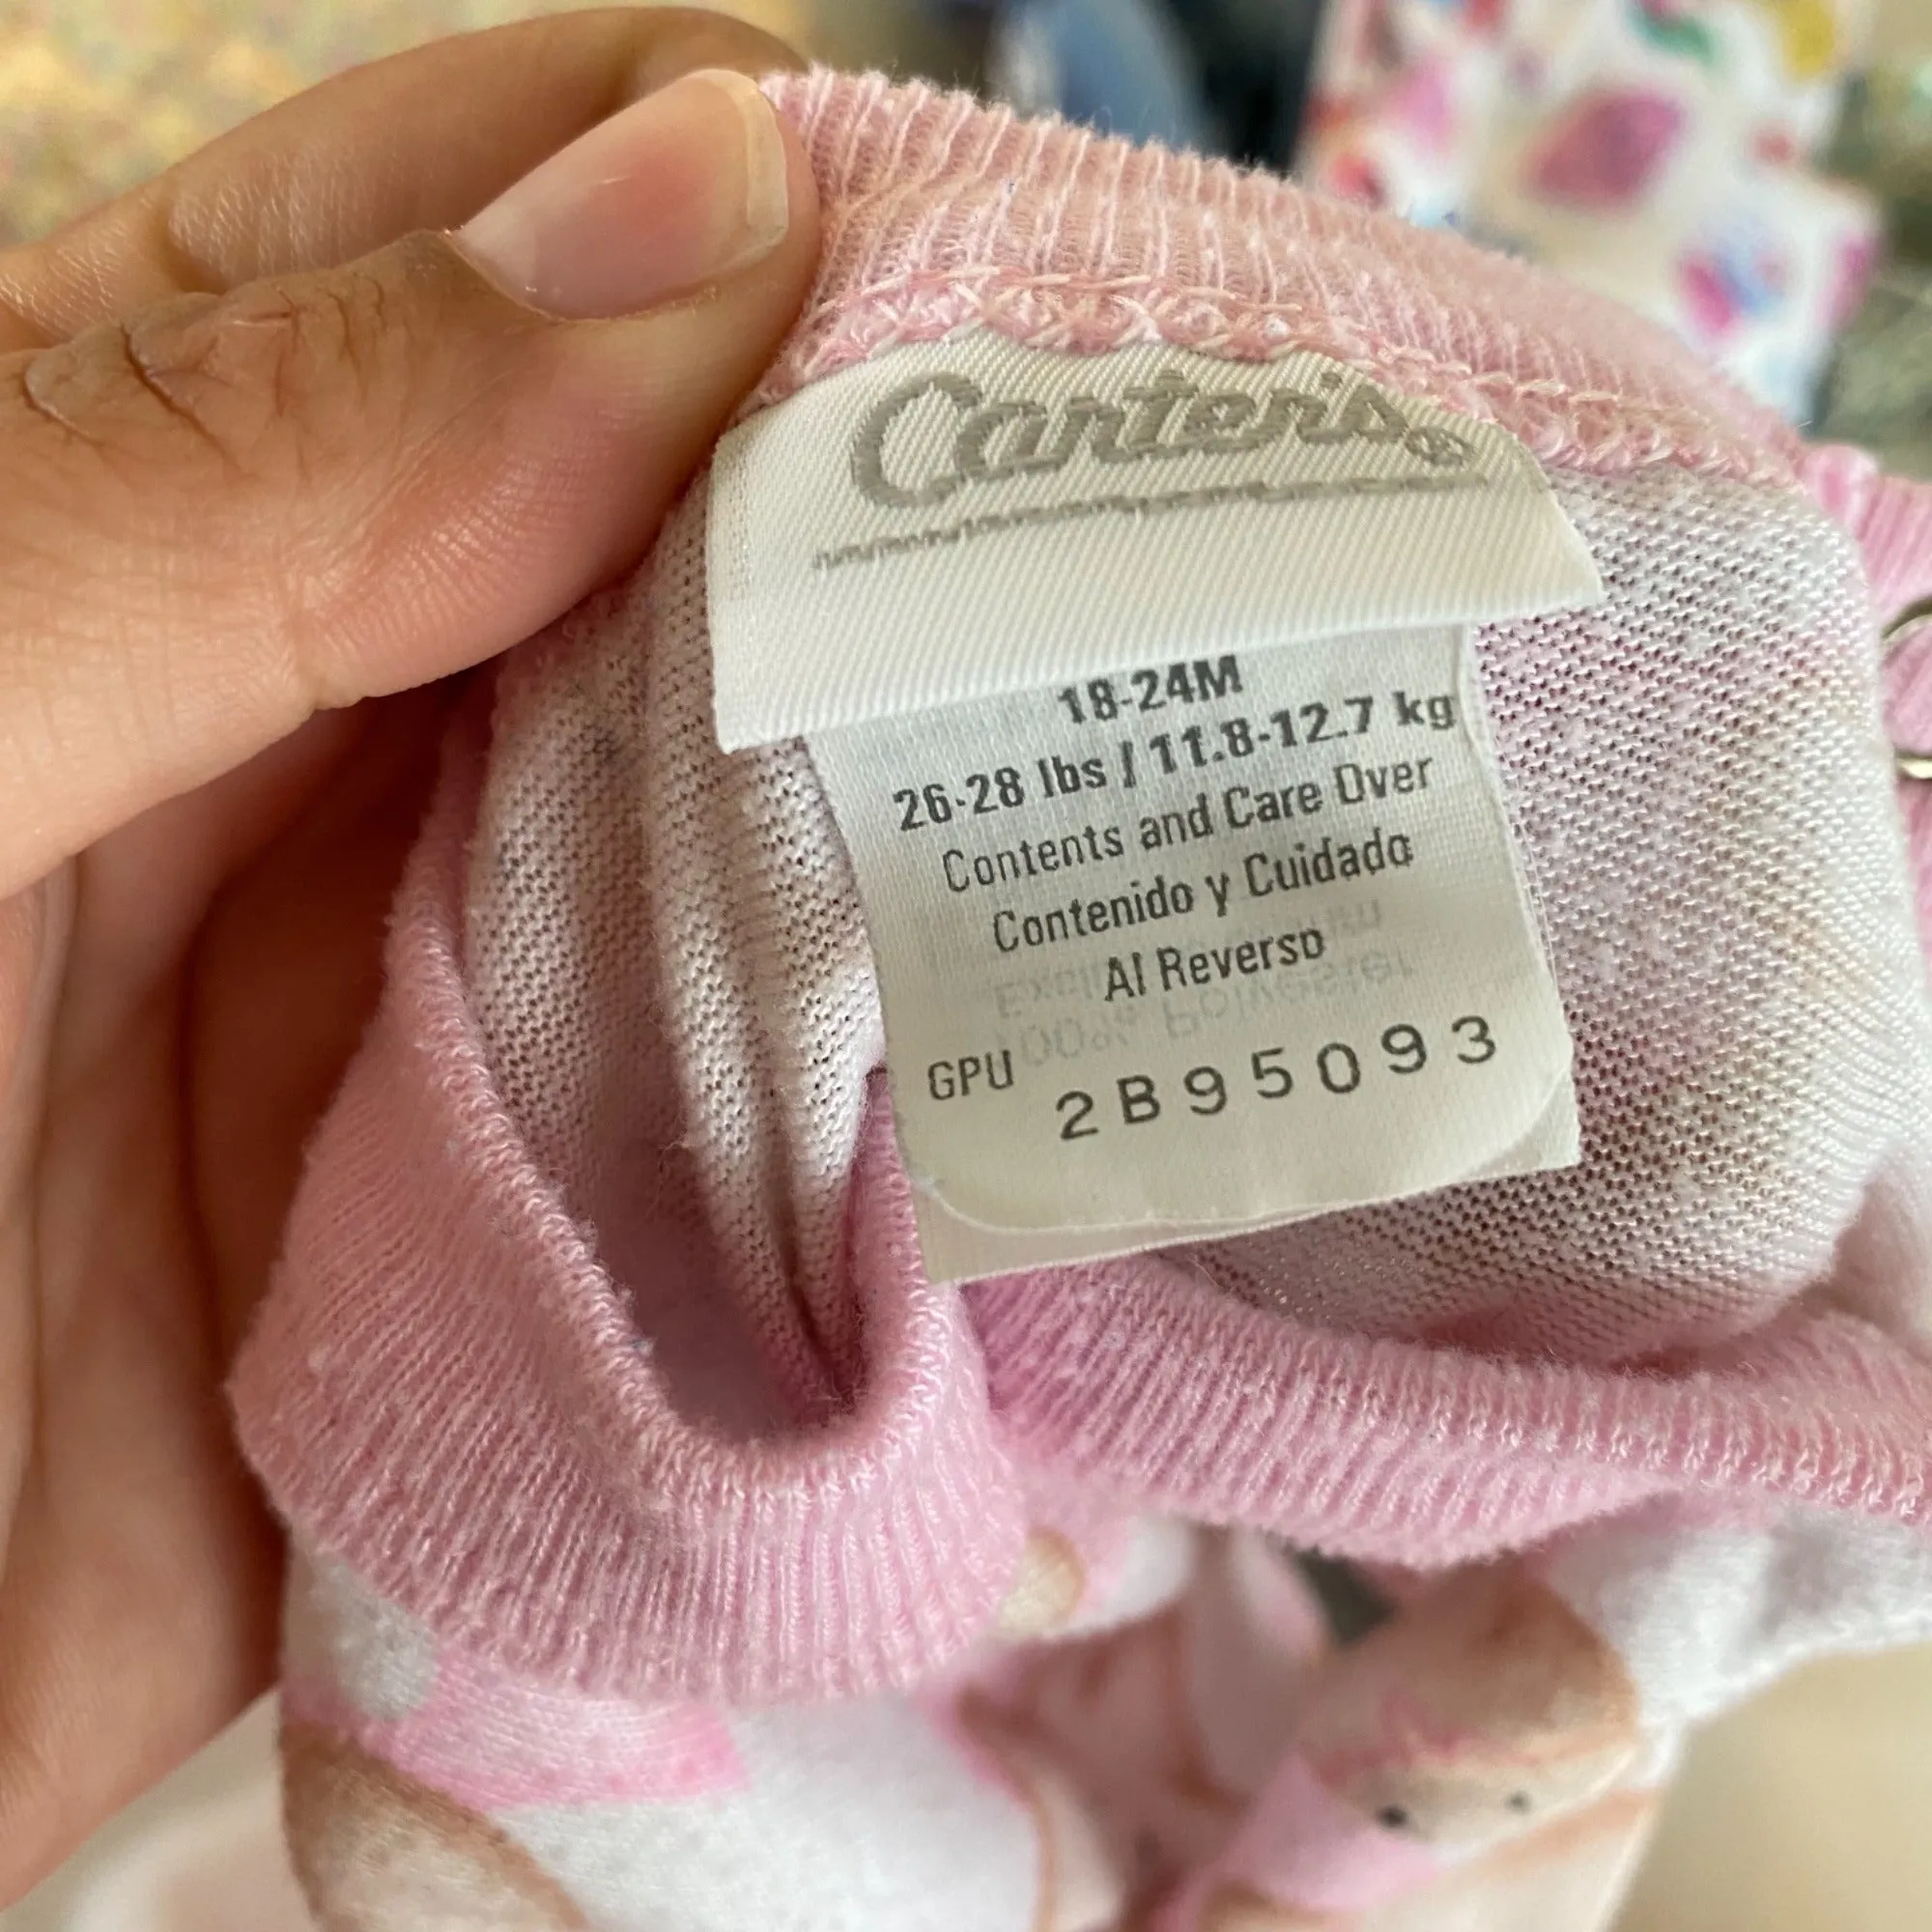 Carter's®
18-24M
26-28 lbs / 11.8-12.7 kg
Contents and Care Over
Contenido y Cuidado
Al Reverso
GPU 2B95093